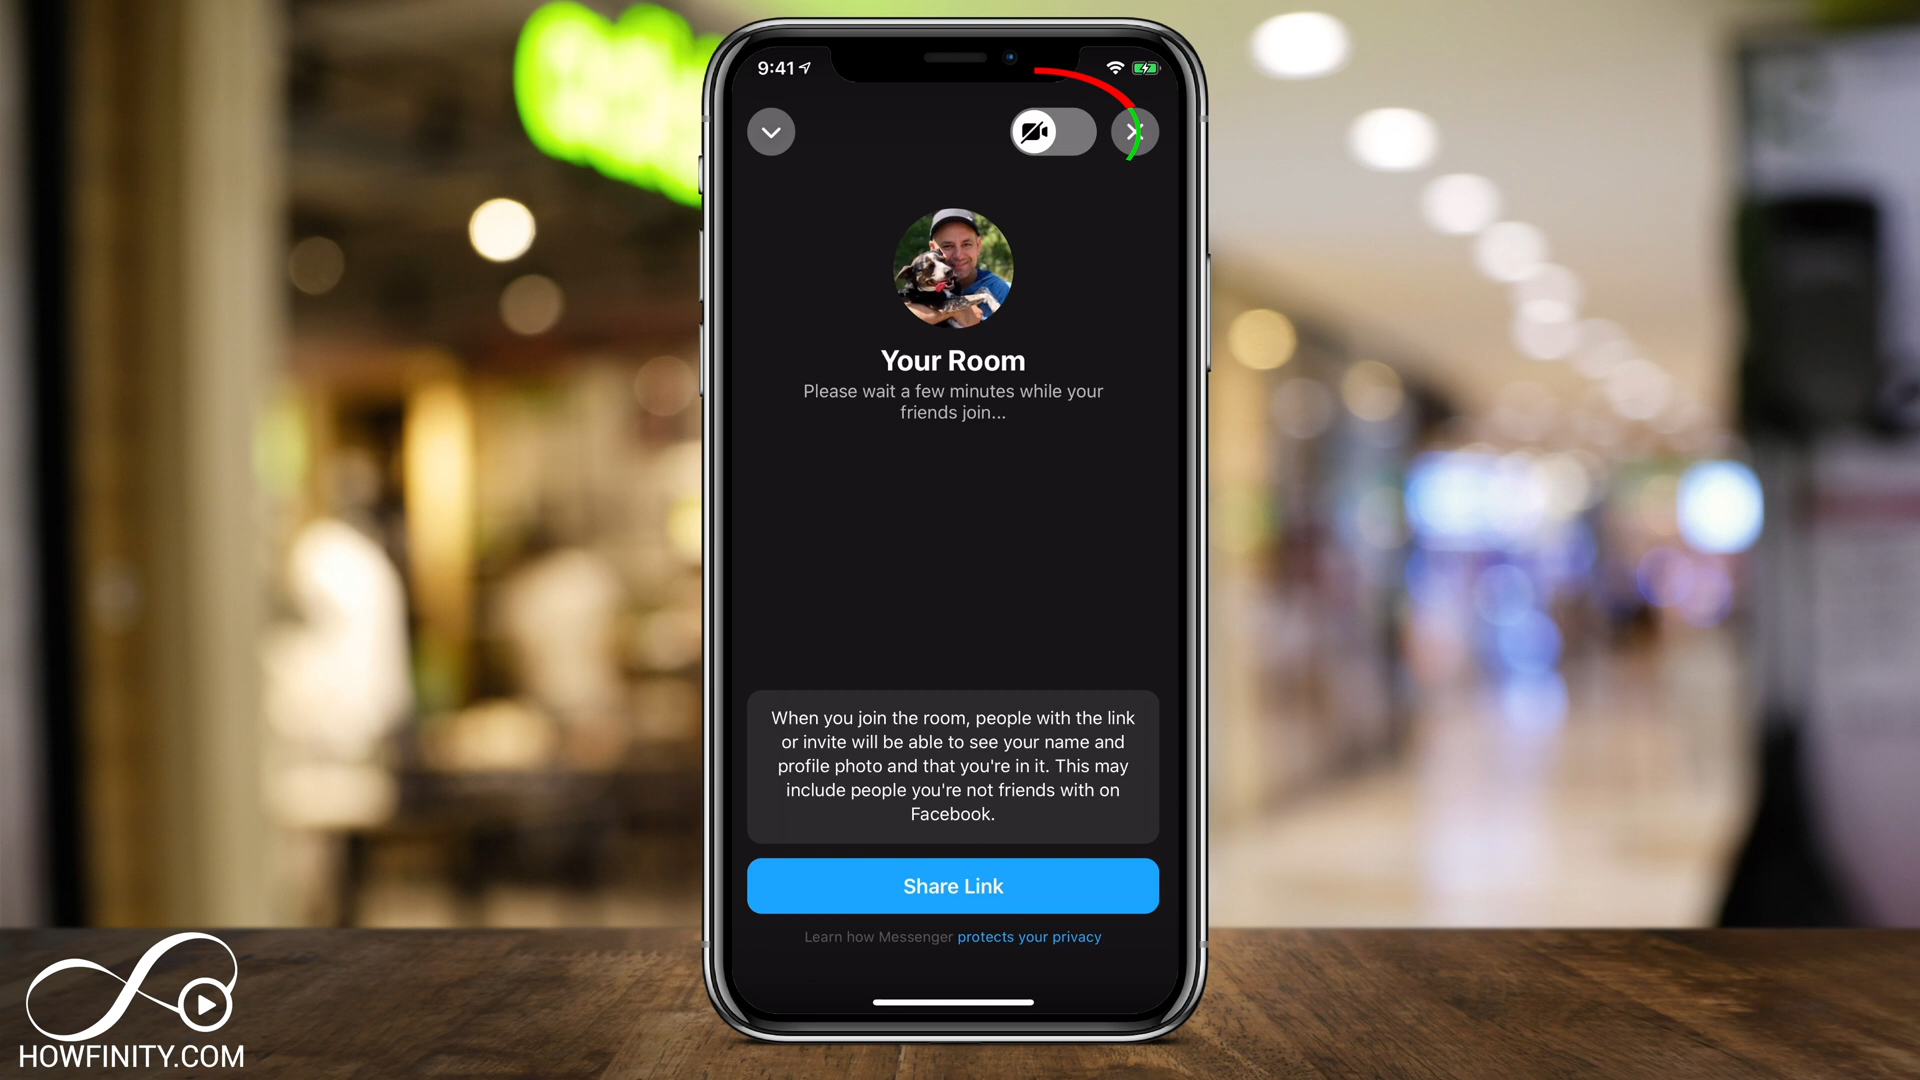 9:41
Your Room
Please wait a few minutes while your
friends join...
When you join the room, people with the link
or invite will be able to see your name and
profile photo and that you're in it. This may
include people you're not friends with on
Facebook.
Share Link
Learn how Messenger protects your privacy
HOWFINITY.COM